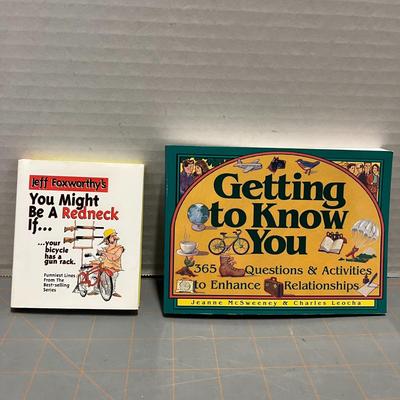 Jeff Foxworthy's
You Might
Be A Redneck
If...
...your
bicycle
has a
gun rack.
Funniest Lines
From The
Best-selling
Series
Getting
to Know
You
365 Questions & Activities
to Enhance Relationships
Jeanne McSweeney & Charles Leocha